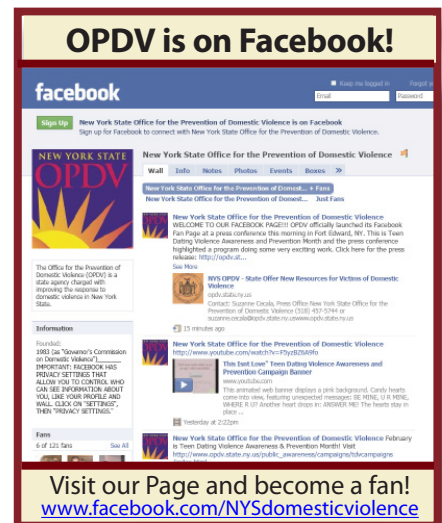 OPDV is on Facebook!
facebook
Keep me logged in
Forgot y
Email
Password
Sign Up
New York State Office for the Prevention of Domestic Violence is on Facebook
Sign up for Facebook to connect with New York State Office for the Prevention of Domestic Violence.
NEW YORK STATE
OPDV
New York State Office for the Prevention of Domestic Violence
Wall Info Notes Photos Events Boxes »
New York State Office for the Prevention of Domest... + Fans
New York State Office for the Prevention of Domest... Just Fans
New York State Office for the Prevention of Domestic Violence
WELCOME TO OUR FACEBOOK PAGE!!! OPDV officially launched its Facebook
Fan Page at a press conference this morning in Fort Edward, NY. This is Teen
Dating Violence Awareness and Prevention Month and the press conference
highlighted a program doing some very exciting work. Click here for the press
release: http://opdv.at...
See More
NYS OPDV - State Offer New Resources for Victims of Domestic
Violence
opdv.state.ny.us
Contact: Suzanne Cecala, Press Office New York State Office for the
Prevention of Domestic Violence (518) 457-5744 or
suzanne.cecala@opdv.state.ny.uswww.opdv.state.ny.us
15 minutes ago
The Office for the Prevention of
Domestic Violence (OPDV) is a
state agency charged with
improving the response to
domestic violence in New York
State.
Information
Founded:
1983 (as "Governor's Commission
on Domestic Violence")
IMPORTANT: FACEBOOK HAS
PRIVACY SETTINGS THAT
ALLOW YOU TO CONTROL WHO
CAN SEE INFORMATION ABOUT
YOU, LIKE YOUR PROFILE AND
WALL. CLICK ON "SETTINGS",
THEN "PRIVACY SETTINGS."
Fans
6 of 121 fans See All
New York State Office for the Prevention of Domestic Violence
http://www.youtube.com/watch?v=F5yzBZ6A9fo
"I'm Just Love" Teen Dating Violence Awareness and
Prevention Campaign Banner
www.youtube.com
This animated web banner displays a pink background. Candy hearts
come into view, featuring unexpected messages: BE MINE, U R MINE,
WHERE R U? Another heart drops in: ANSWER ME! The hearts stay in
place ...
Yesterday at 2:22pm
New York State Office for the Prevention of Domestic Violence February
is Teen Dating Violence Awareness & Prevention Month! Visit
http://www.opdv.state.ny.us/public_awareness/campaigns/tdvcampaigns
Visit our Page and become a fan!
www.facebook.com/NYSdomesticviolence